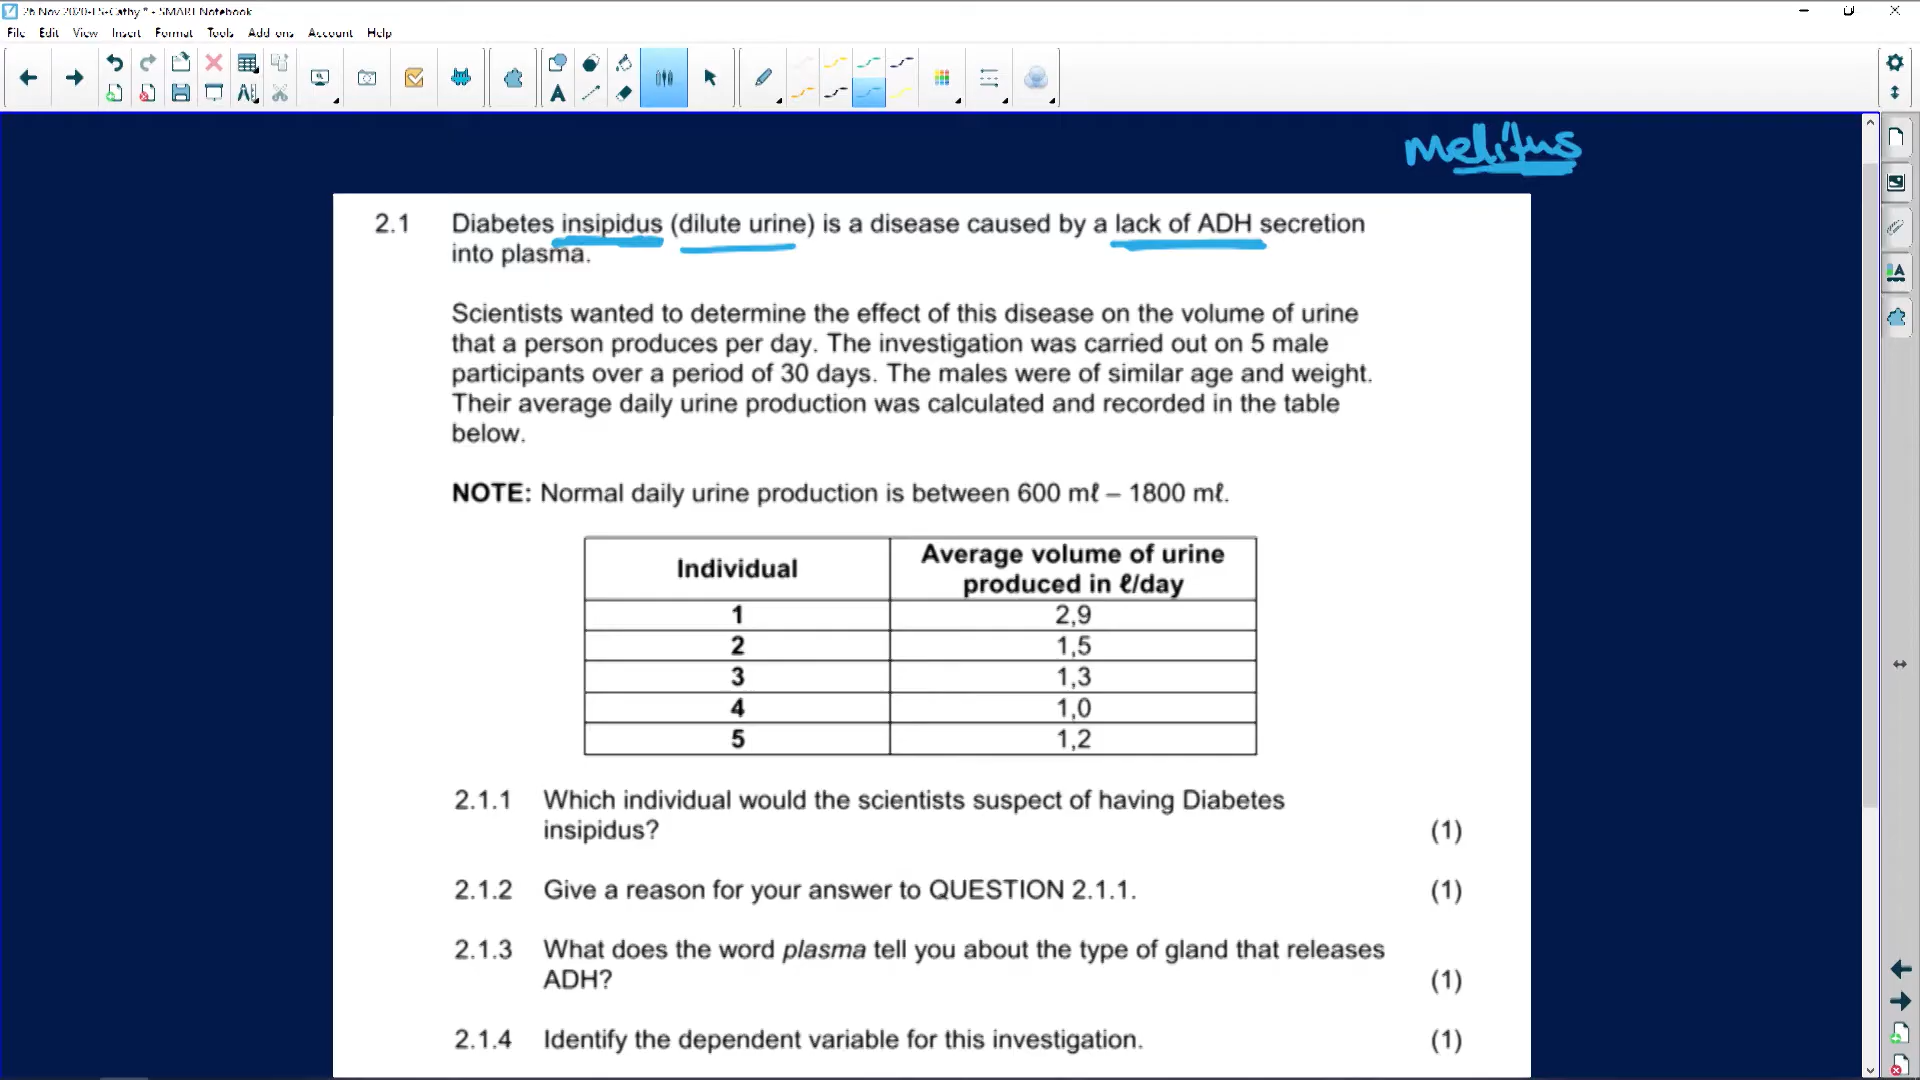 26 Nov 2020+LS+Cathy * - SMART Notebook
File Edit View Insert Format Tools Add-ons Account Help
Melitus
2.1 Diabetes insipidus (dilute urine) is a disease caused by a lack of ADH secretion
into plasma.
Scientists wanted to determine the effect of this disease on the volume of urine
that a person produces per day. The investigation was carried out on 5 male
participants over a period of 30 days. The males were of similar age and weight.
Their average daily urine production was calculated and recorded in the table
below.
NOTE: Normal daily urine production is between 600 mℓ – 1800 mℓ.
Individual Average volume of urine
produced in ℓ/day
1 2,9
2 1,5
3 1,3
4 1,0
5 1,2
2.1.1 Which individual would the scientists suspect of having Diabetes
insipidus? (1)
2.1.2 Give a reason for your answer to QUESTION 2.1.1. (1)
2.1.3 What does the word plasma tell you about the type of gland that releases
ADH? (1)
2.1.4 Identify the dependent variable for this investigation. (1)